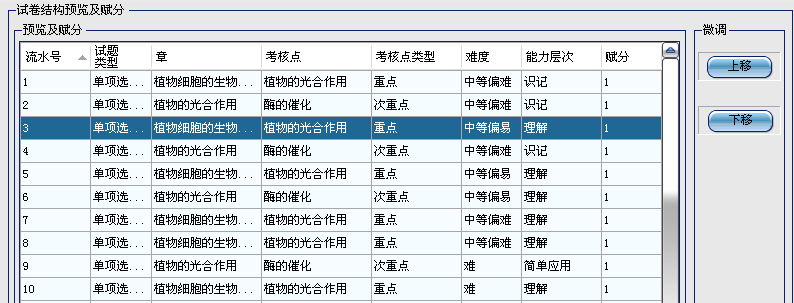 试卷结构预览及赋分
预览及赋分
微调
流水号 试题类型 章 考核点 考核点类型 难度 能力层次 赋分
上移
1 单项选... 植物细胞的生物... 植物的光合作用 重点 中等偏难 识记 1
2 单项选... 植物的光合作用 酶的催化 次重点 中等偏难 识记 1
下移
3 单项选... 植物细胞的生物... 植物的光合作用 重点 中等偏易 理解 1
4 单项选... 植物的光合作用 酶的催化 次重点 中等偏难 识记 1
5 单项选... 植物细胞的生物... 植物的光合作用 重点 中等偏易 理解 1
6 单项选... 植物的光合作用 酶的催化 次重点 中等偏易 理解 1
7 单项选... 植物细胞的生物... 植物的光合作用 重点 中等偏难 理解 1
8 单项选... 植物细胞的生物... 植物的光合作用 重点 中等偏难 理解 1
9 单项选... 植物的光合作用 酶的催化 次重点 难 简单应用 1
10 单项选... 植物细胞的生物... 植物的光合作用 重点 难 理解 1